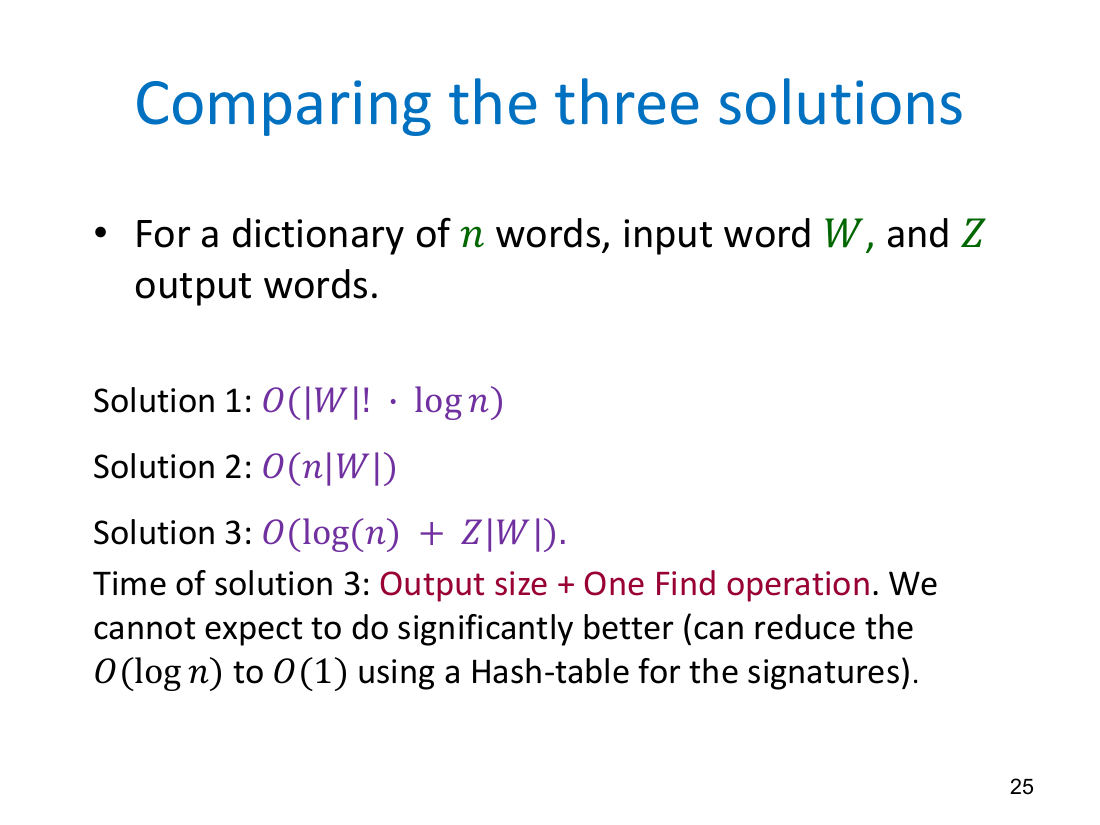 Comparing the three solutions
• For a dictionary of n words, input word W, and Z
output words.
Solution 1: O(|W|! · log n)
Solution 2: O(n|W|)
Solution 3: O(log(n) + Z|W|).
Time of solution 3: Output size + One Find operation. We
cannot expect to do significantly better (can reduce the
O(log n) to O(1) using a Hash-table for the signatures).
25